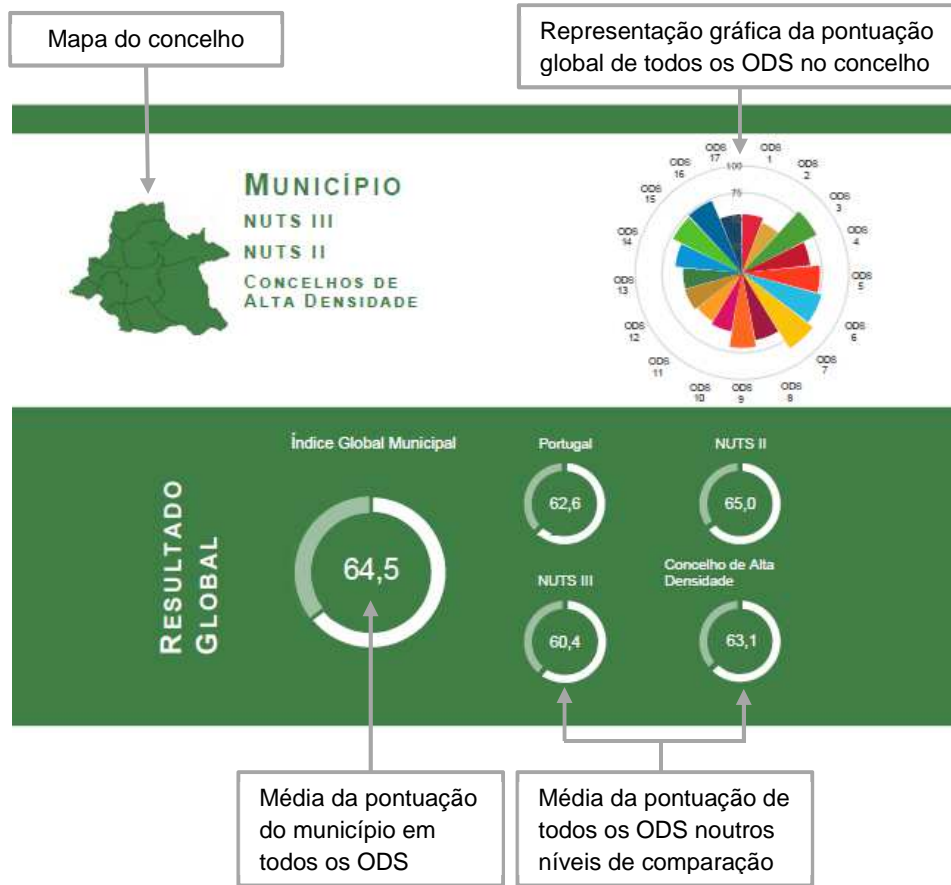 Mapa do concelho
Representação gráfica da pontuação
global de todos os ODS no concelho
MUNICÍPIO
NUTS III
NUTS II
CONCELHOS DE
ALTA DENSIDADE
100
75
ODS
1
ODS
2
ODS
3
ODS
4
ODS
5
ODS
6
ODS
7
ODS
8
ODS
9
ODS
10
ODS
11
ODS
12
ODS
13
ODS
14
ODS
15
ODS
16
ODS
17
RESULTADO
GLOBAL
Índice Global Municipal
64,5
Portugal
62,6
NUTS II
65,0
NUTS III
60,4
Concelho de Alta
Densidade
63,1
Média da pontuação
do município em
todos os ODS
Média da pontuação de
todos os ODS noutros
níveis de comparação